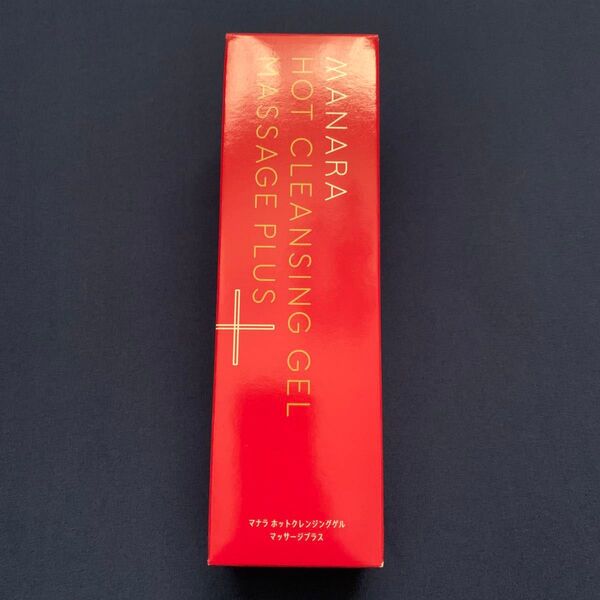 MANARA
HOT CLEANSING GEL
MASSAGE PLUS
マナラ ホットクレンジングゲル
マッサージプラス